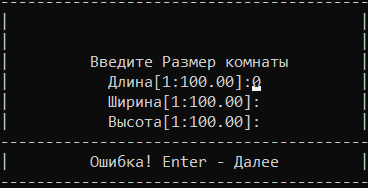 Введите Размер комнаты
Длина[1:100.00]:0
Ширина[1:100.00]:
Высота[1:100.00]:
Ошибка! Enter - Далее